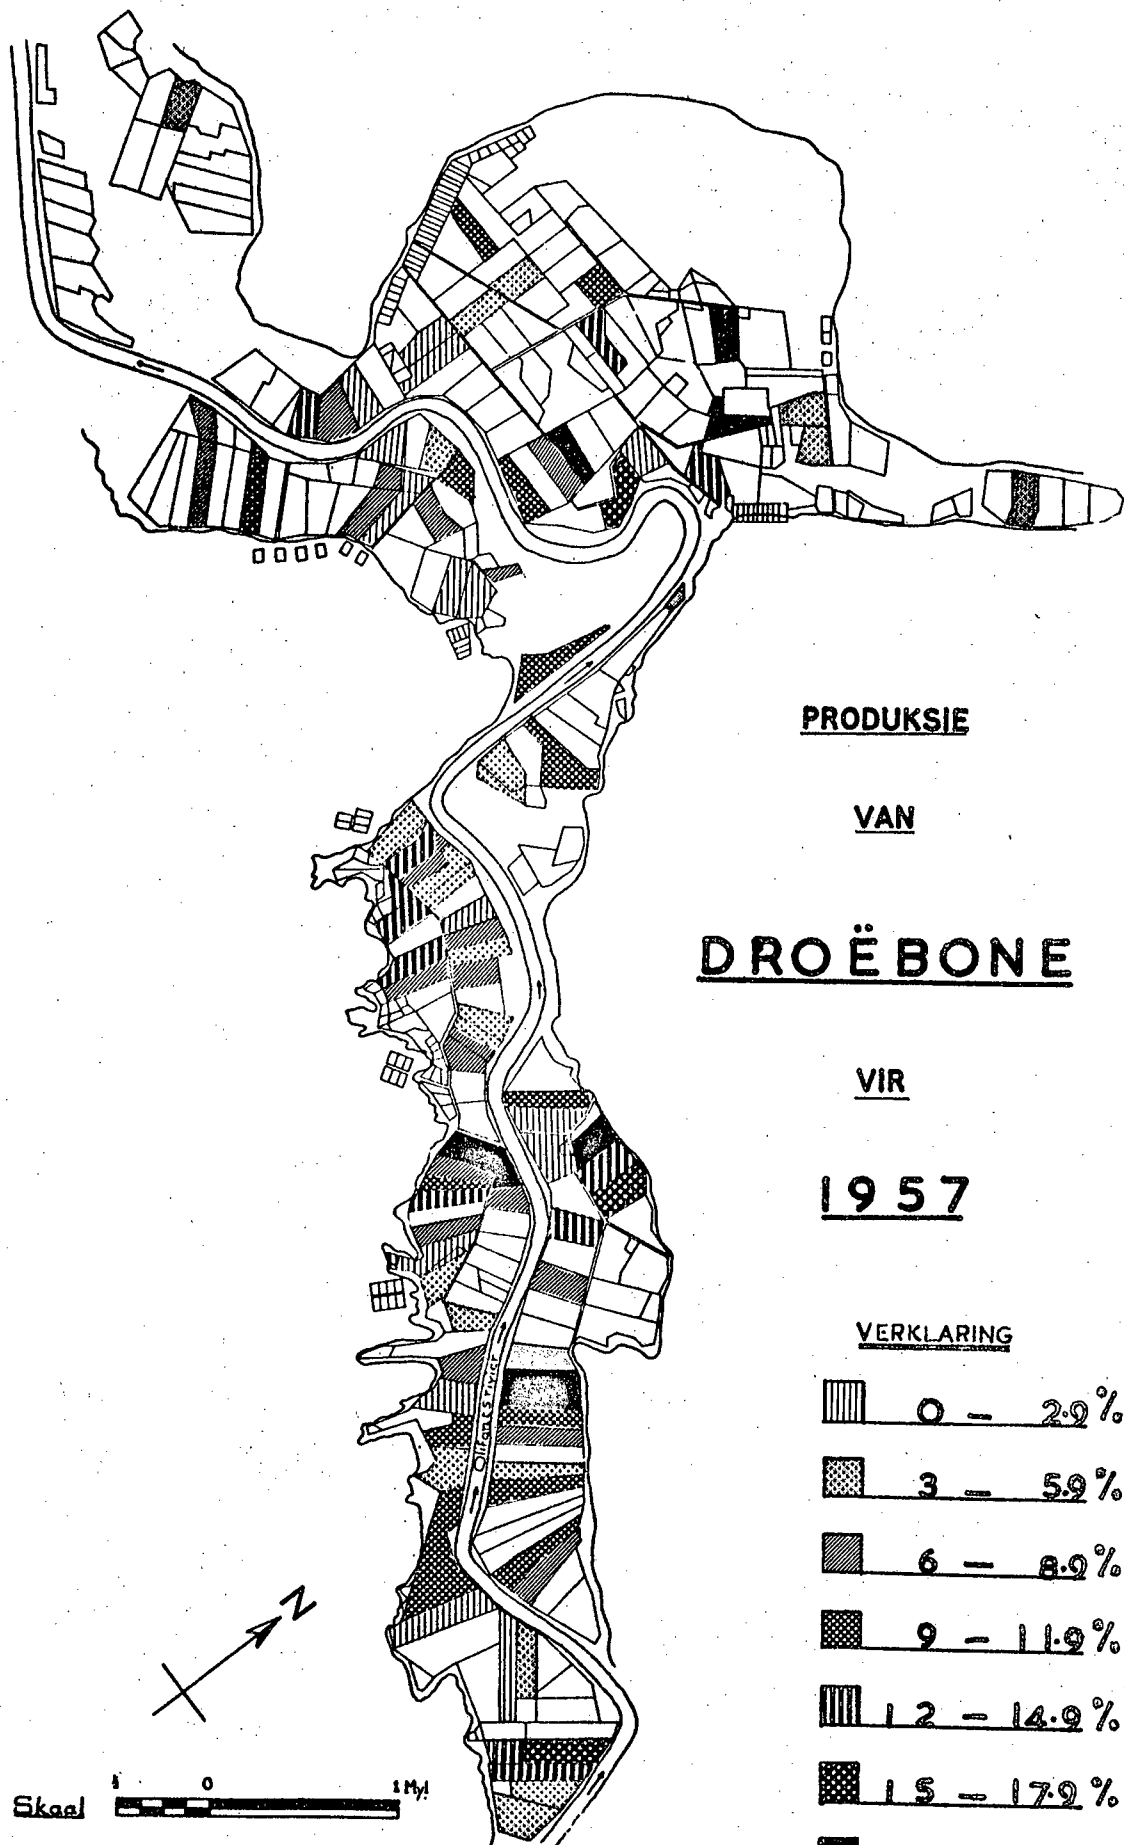 PRODUKSIE
VAN
DROËBONE
VIR
1957
VERKLARING
0 - 2.9%
3 - 5.9%
6 - 8.9%
9 - 11.9%
12 - 14.9%
15 - 17.9%
Olifants rivier
N
Skaal
1 0 1 Myl